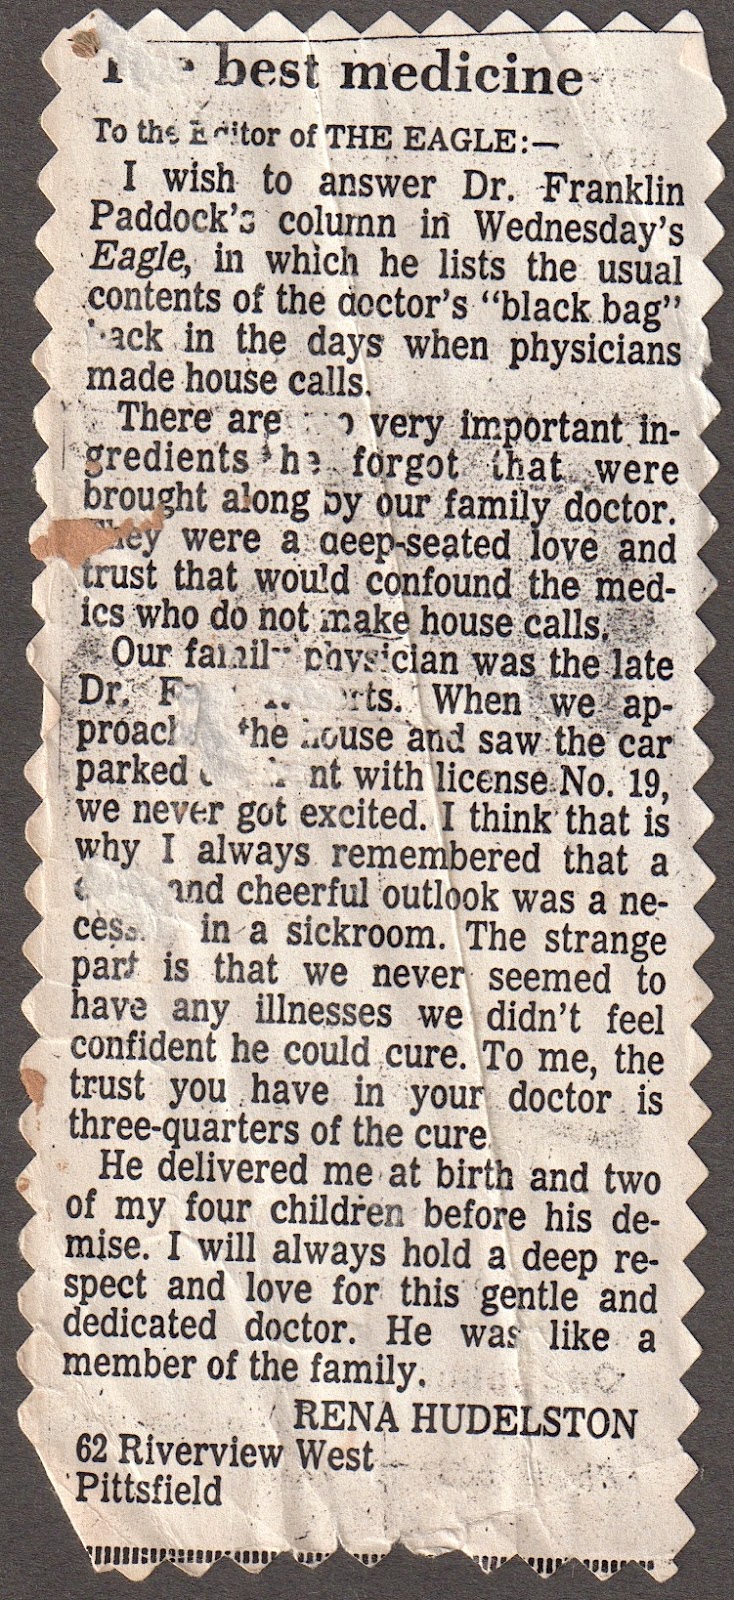 best medicine
To the Editor of THE EAGLE:—
I wish to answer Dr. Franklin
Paddock's column in Wednesday's
Eagle, in which he lists the usual
contents of the doctor's "black bag"
back in the days when physicians
made house calls.
There are very important in-
gredients he forgot that were
brought along by our family doctor.
They were a deep-seated love and
trust that would confound the med-
ics who do not make house calls.
Our family physician was the late
Dr. When we ap-
proached the house and saw the car
parked with license No. 19,
we never got excited. I think that is
why I always remembered that a
and cheerful outlook was a ne-
cessity in a sickroom. The strange
part is that we never seemed to
have any illnesses we didn't feel
confident he could cure. To me, the
trust you have in your doctor is
three-quarters of the cure
He delivered me at birth and two
of my four children before his de-
mise. I will always hold a deep re-
spect and love for this gentle and
dedicated doctor. He was like a
member of the family.
RENA HUDELSTON
62 Riverview West
Pittsfield